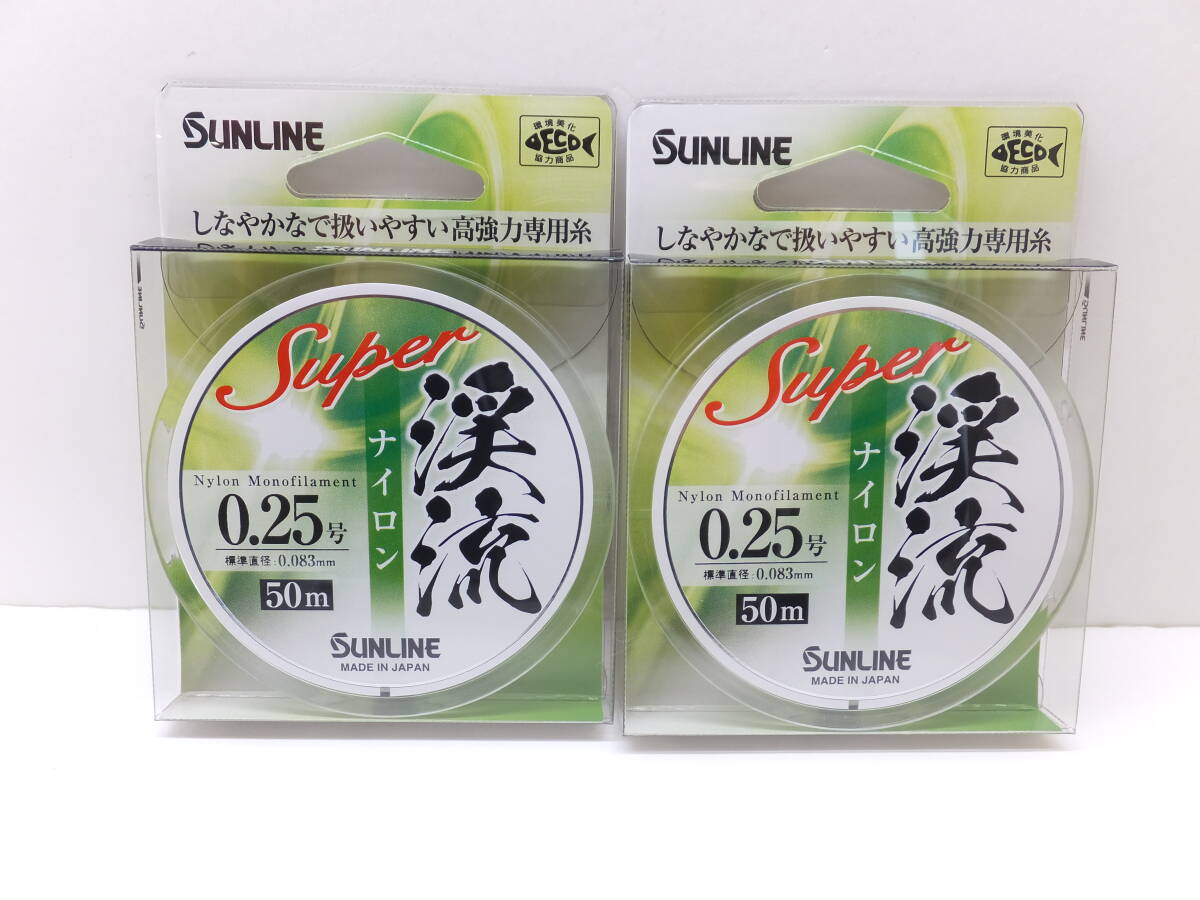 SUNLINE
環境美化
ECO
協力商品
しなやかなで扱いやすい高強力専用糸
SUNLINE
Super
渓流
ナイロン
Nylon Monofilament
0.25号
標準直径:0.083mm
50m
SUNLINE
MADE IN JAPAN
SUNLINE
環境美化
ECO
協力商品
しなやかなで扱いやすい高強力専用糸
SUNLINE
Super
渓流
ナイロン
Nylon Monofilament
0.25号
標準直径:0.083mm
50m
SUNLINE
MADE IN JAPAN